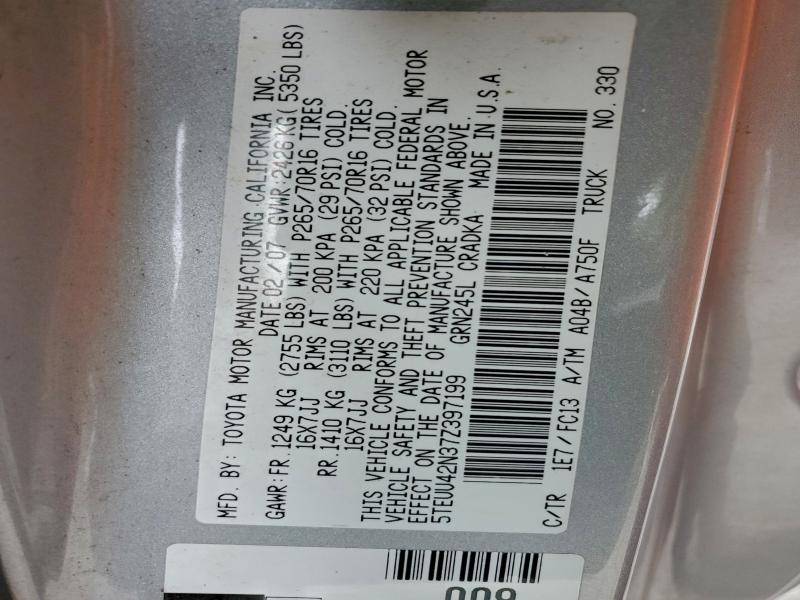 MFD. BY: TOYOTA MOTOR MANUFACTURING CALIFORNIA INC.
DATE 02/07 GVWR: 2426 KG ( 5350 LBS)
GAWR: FR. 1249 KG (2755 LBS) WITH P265/70R16 TIRES
16X7JJ RIMS AT 200 KPA (29 PSI) COLD.
RR. 1410 KG (3110 LBS) WITH P265/70R16 TIRES
16X7JJ RIMS AT 220 KPA (32 PSI) COLD.
THIS VEHICLE CONFORMS TO ALL APPLICABLE FEDERAL MOTOR
VEHICLE SAFETY AND THEFT PREVENTION STANDARDS IN
EFFECT ON THE DATE OF MANUFACTURE SHOWN ABOVE.
5TEUU42N37Z397199 GRN245L CRADKA MADE IN U.S.A.
C/TR 1E7/FC13 A/TM A04B/A750F TRUCK NO. 330